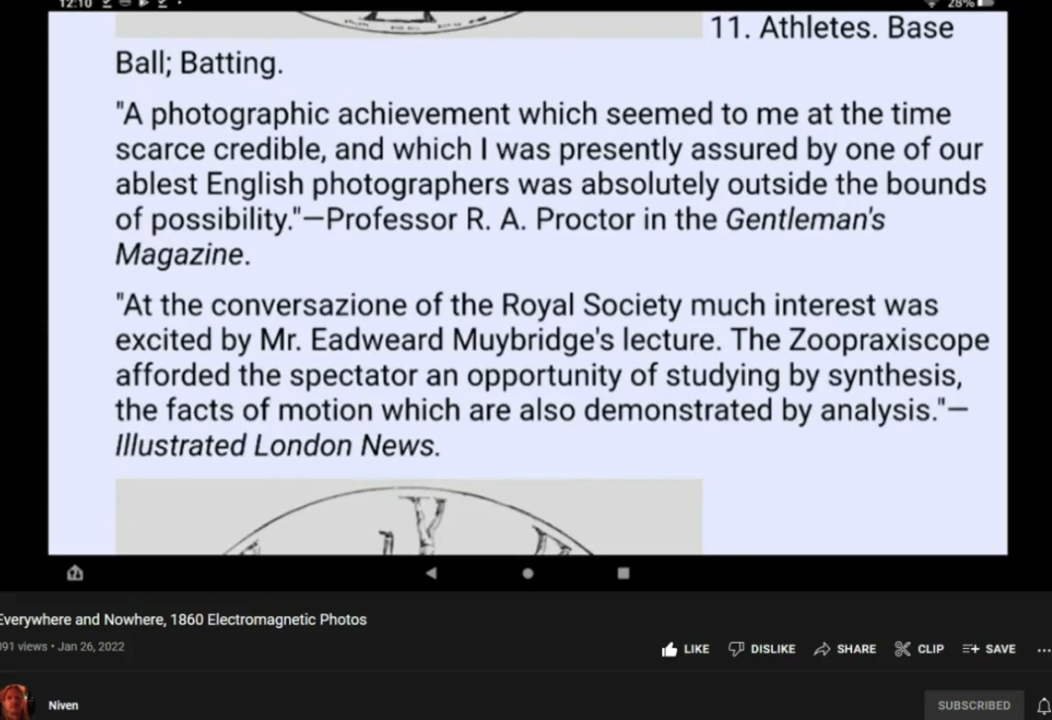 12:10
28%
11. Athletes. Base
Ball; Batting.
"A photographic achievement which seemed to me at the time
scarce credible, and which I was presently assured by one of our
ablest English photographers was absolutely outside the bounds
of possibility."—Professor R. A. Proctor in the Gentleman's
Magazine.
"At the conversazione of the Royal Society much interest was
excited by Mr. Eadweard Muybridge's lecture. The Zoopraxiscope
afforded the spectator an opportunity of studying by synthesis,
the facts of motion which are also demonstrated by analysis."—
Illustrated London News.
Everywhere and Nowhere, 1860 Electromagnetic Photos
091 views • Jan 26, 2022
LIKE DISLIKE SHARE CLIP SAVE
Niven
SUBSCRIBED